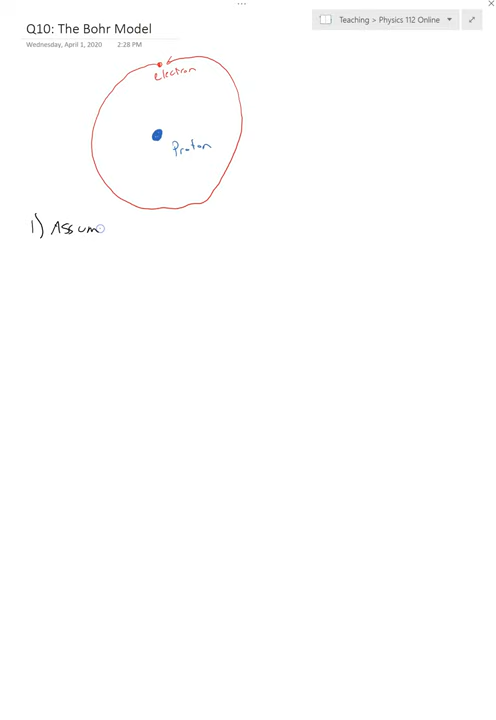 Teaching > Physics 112 Online
Q10: The Bohr Model
Wednesday, April 1, 2020 2:28 PM
electron
Proton
1) Assum